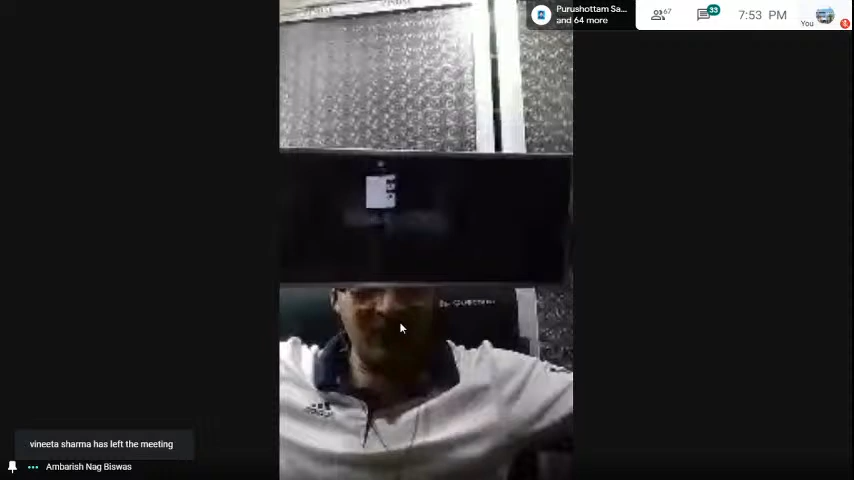 Purushottam Sa...
and 64 more
67
33
7:53 PM
You
adidas
vineeta sharma has left the meeting
Ambarish Nag Biswas